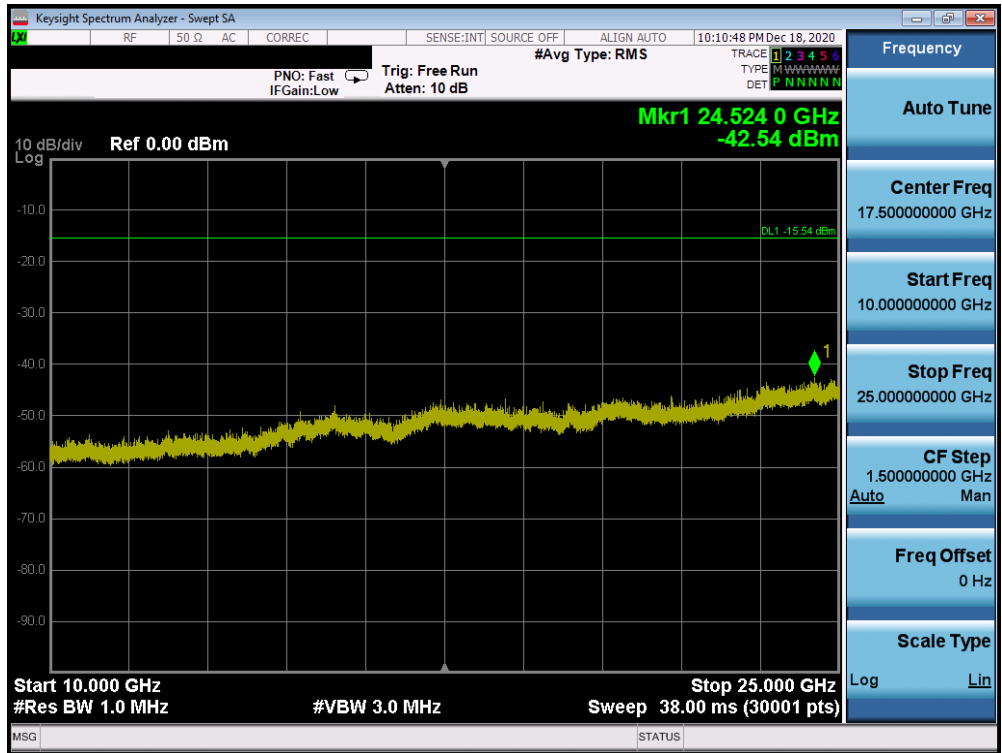 Keysight Spectrum Analyzer - Swept SA
LXI RF 50 Ω AC CORREC SENSE:INT SOURCE OFF ALIGN AUTO 10:10:48 PM Dec 18, 2020
#Avg Type: RMS
TRACE 1 2 3 4 5 6
PNO: Fast Trig: Free Run
TYPE M W W W W W
IFGain:Low Atten: 10 dB
DET P N N N N N
Mkr1 24.524 0 GHz
-42.54 dBm
10 dB/div Ref 0.00 dBm
Log
-10.0
DL1 -15.54 dBm
-20.0
-30.0
-40.0
1
-50.0
-60.0
-70.0
-80.0
-90.0
Start 10.000 GHz Stop 25.000 GHz
#Res BW 1.0 MHz #VBW 3.0 MHz Sweep 38.00 ms (30001 pts)
MSG STATUS
Frequency
Auto Tune
Center Freq
17.500000000 GHz
Start Freq
10.000000000 GHz
Stop Freq
25.000000000 GHz
CF Step
1.500000000 GHz
Auto Man
Freq Offset
0 Hz
Scale Type
Log Lin